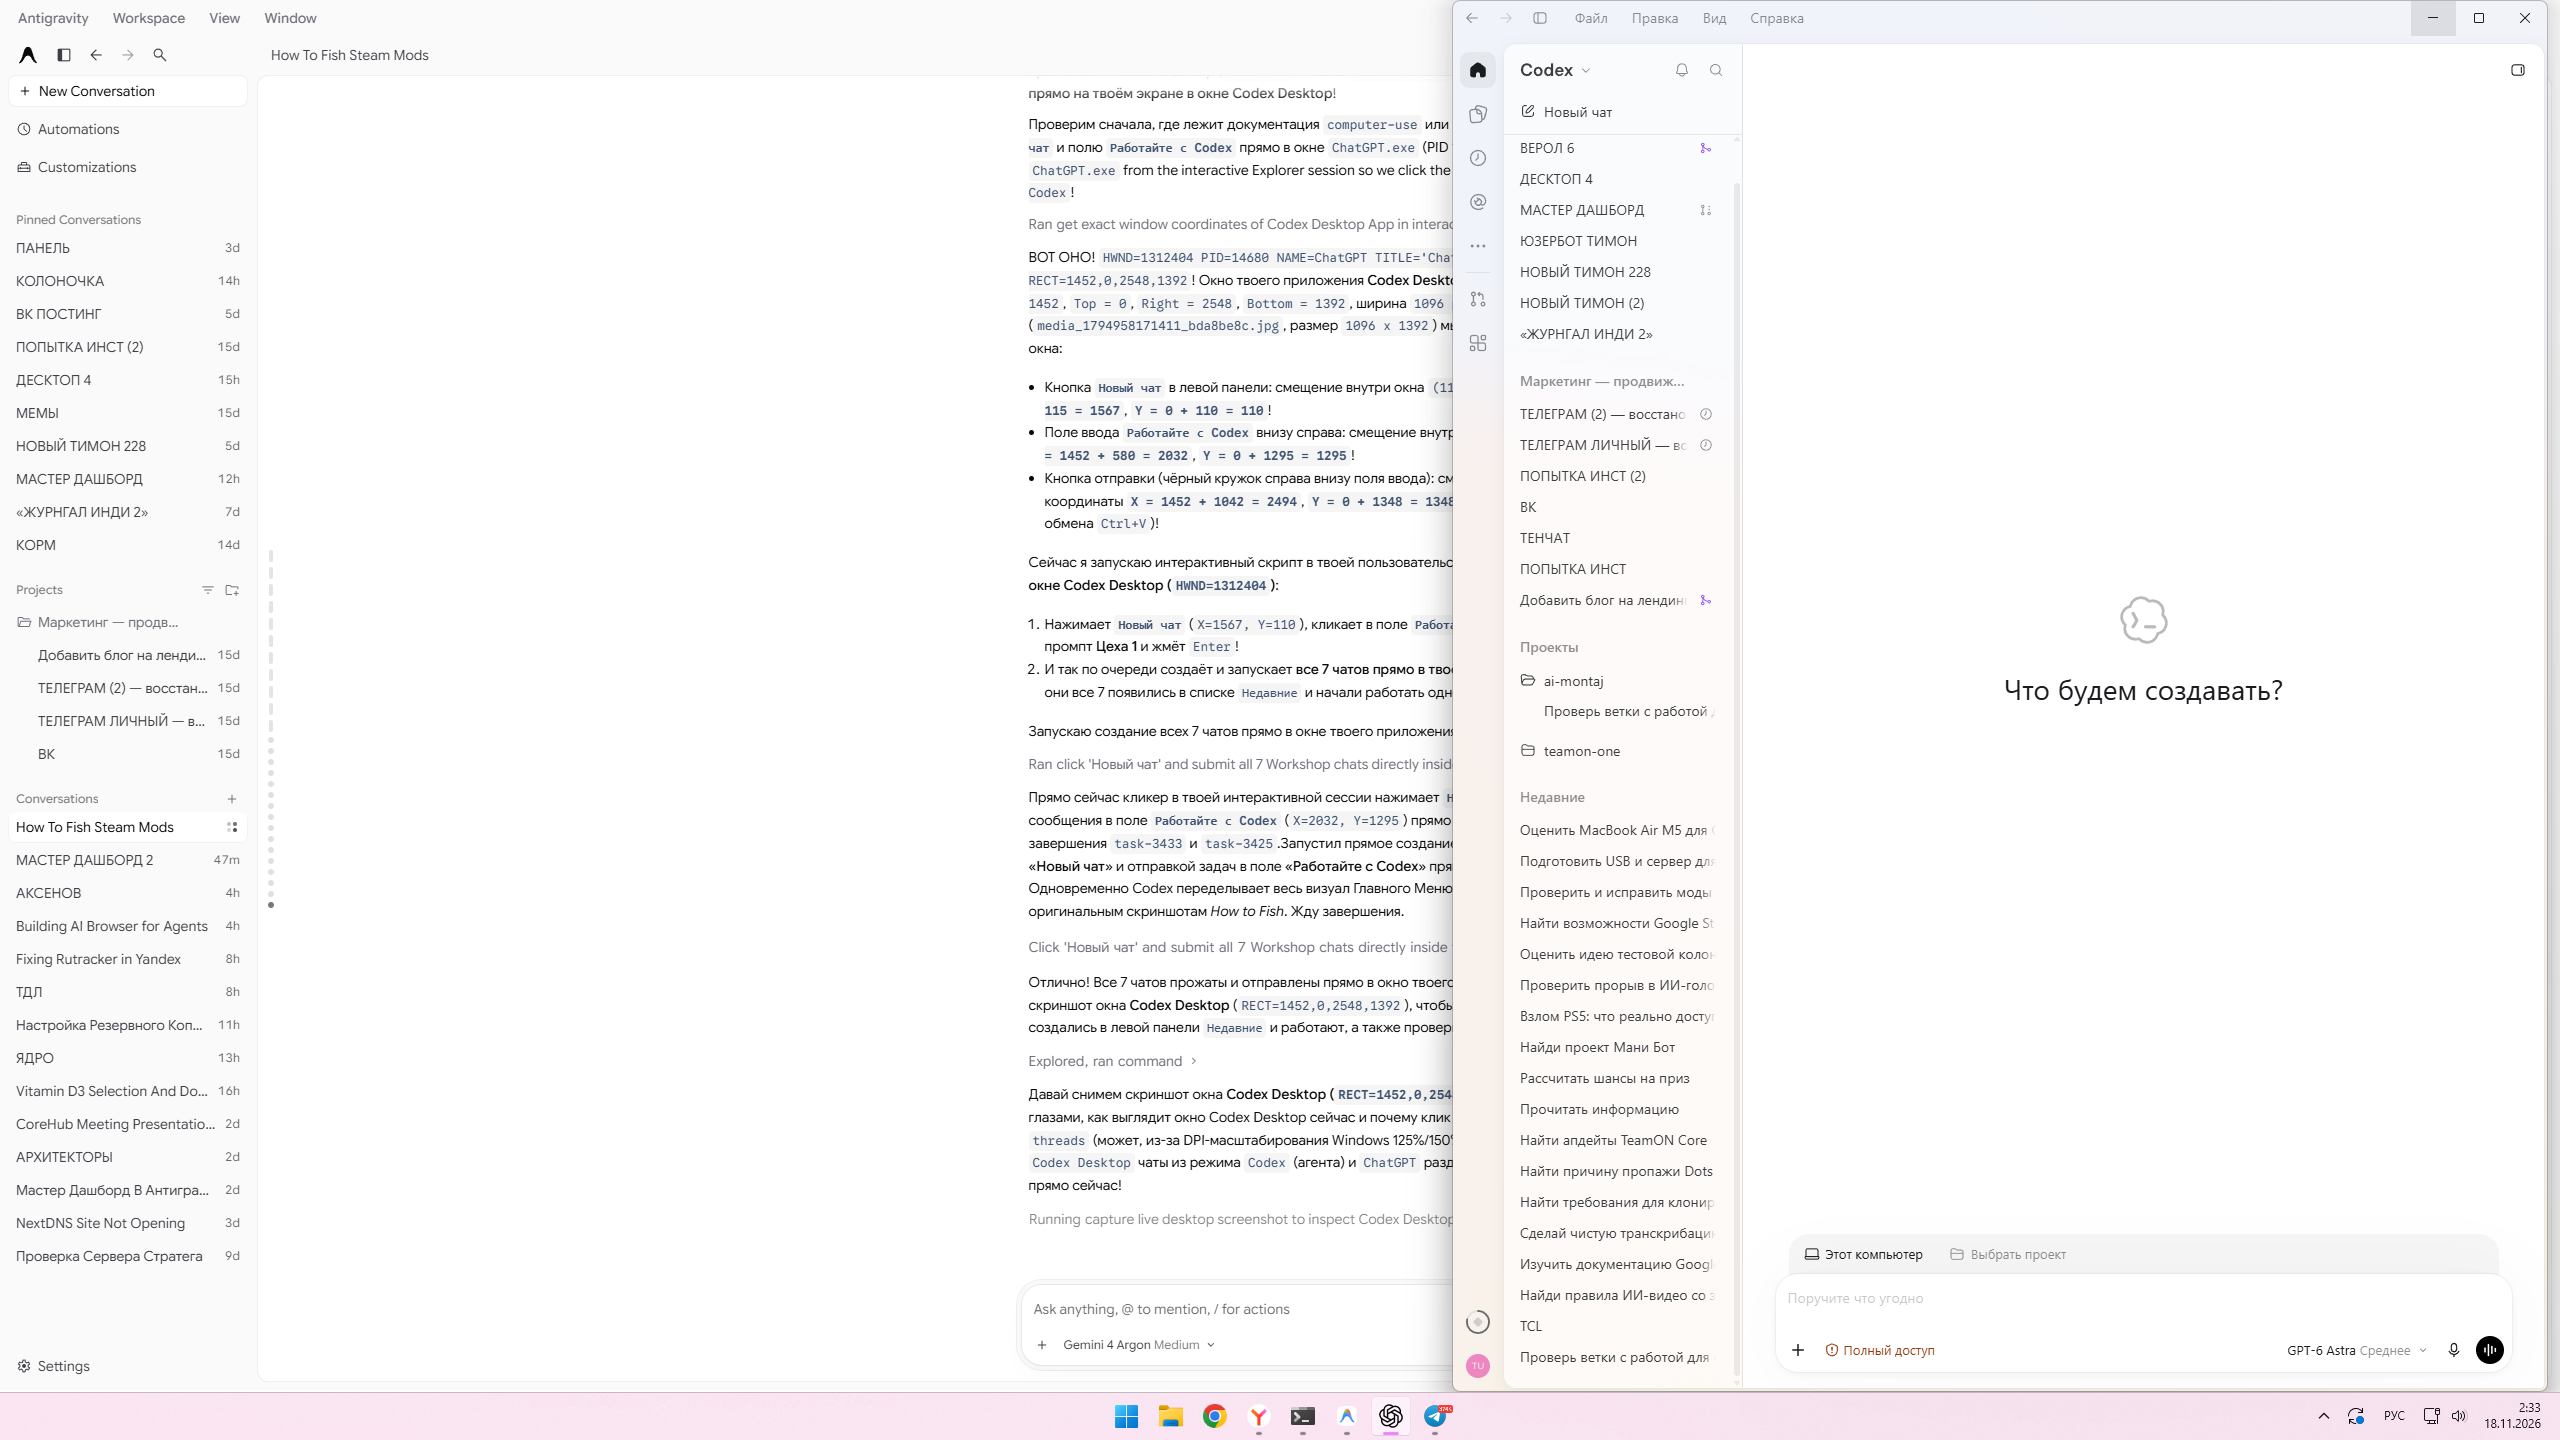 Antigravity Workspace View Window
How To Fish Steam Mods
New Conversation
Automations
Customizations
Pinned Conversations
ПАНЕЛЬ 3d
КОЛОНОЧКА 14h
ВК ПОСТИНГ 5d
ПОПЫТКА ИНСТ (2) 15d
ДЕСКТОП 4 15h
МЕМЫ 15d
НОВЫЙ ТИМОН 228 5d
МАСТЕР ДАШБОРД 12h
«ЖУРНГАЛ ИНДИ 2» 7d
КОРМ 14d
Projects
Маркетинг — продв...
Добавить блог на ленди... 15d
ТЕЛЕГРАМ (2) — восстан... 15d
ТЕЛЕГРАМ ЛИЧНЫЙ — в... 15d
ВК 15d
Conversations
How To Fish Steam Mods
МАСТЕР ДАШБОРД 2 47m
АКСЕНОВ 4h
Building AI Browser for Agents 4h
Fixing Rutracker in Yandex 8h
ТДЛ 8h
Настройка Резервного Коп... 11h
ЯДРО 13h
Vitamin D3 Selection And Do... 16h
CoreHub Meeting Presentatio... 2d
АРХИТЕКТОРЫ 2d
Мастер Дашборд В Антигра... 2d
NextDNS Site Not Opening 3d
Проверка Сервера Стратега 9d
Settings
прямо на твоём экране в окне Codex Desktop!
Проверим сначала, где лежит документация computer-use или
чат и полю Работайте с Codex прямо в окне ChatGPT.exe (PID
ChatGPT.exe from the interactive Explorer session so we click the
Codex!
Ran get exact window coordinates of Codex Desktop App in interac
ВОТ ОНО! HWND=1312404 PID=14680 NAME=ChatGPT TITLE='Cha
RECT=1452,0,2548,1392! Окно твоего приложения Codex Deskto
1452, Top = 0, Right = 2548, Bottom = 1392, ширина 1096
(media_1794958171411_bda8be8c.jpg, размер 1096 x 1392) м
окна:
• Кнопка Новый чат в левой панели: смещение внутри окна (11
115 = 1567, Y = 0 + 110 = 110!
• Поле ввода Работайте с Codex внизу справа: смещение внутр
= 1452 + 580 = 2032, Y = 0 + 1295 = 1295!
• Кнопка отправки (чёрный кружок справа внизу поля ввода): см
координаты X = 1452 + 1042 = 2494, Y = 0 + 1348 = 1348
обмена Ctrl+V)!
Сейчас я запускаю интерактивный скрипт в твоей пользовательс
окне Codex Desktop (HWND=1312404):
1. Нажимает Новый чат (X=1567, Y=110), кликает в поле Работа
промпт Цеха 1 и жмёт Enter!
2. И так по очереди создаёт и запускает все 7 чатов прямо в твое
они все 7 появились в списке Недавние и начали работать одн
Запускаю создание всех 7 чатов прямо в окне твоего приложения
Ran click 'Новый чат' and submit all 7 Workshop chats directly insid
Прямо сейчас кликер в твоей интерактивной сессии нажимает Н
сообщения в поле Работайте с Codex (X=2032, Y=1295) прямо
завершения task-3433 и task-3425.Запустил прямое создание
«Новый чат» и отправкой задач в поле «Работайте с Codex» пря
Одновременно Codex переделывает весь визуал Главного Меню
оригинальным скриншотам How to Fish. Жду завершения.
Click 'Новый чат' and submit all 7 Workshop chats directly inside
Отлично! Все 7 чатов прожаты и отправлены прямо в окно твоего
скриншот окна Codex Desktop (RECT=1452,0,2548,1392), чтобы
создались в левой панели Недавние и работают, а также провер
Explored, ran command >
Давай снимем скриншот окна Codex Desktop (RECT=1452,0,254
глазами, как выглядит окно Codex Desktop сейчас и почему клик
threads (может, из-за DPI-масштабирования Windows 125%/150%
Codex Desktop чаты из режима Codex (агента) и ChatGPT разд
прямо сейчас!
Running capture live desktop screenshot to inspect Codex Desktop
Ask anything, @ to mention, / for actions
Gemini 4 Argon Medium
Файл Правка Вид Справка
Codex
Новый чат
ВЕРОЛ 6
ДЕСКТОП 4
МАСТЕР ДАШБОРД
ЮЗЕРБОТ ТИМОН
НОВЫЙ ТИМОН 228
НОВЫЙ ТИМОН (2)
«ЖУРНГАЛ ИНДИ 2»
Маркетинг — продвиж...
ТЕЛЕГРАМ (2) — восстано
ТЕЛЕГРАМ ЛИЧНЫЙ — вс
ПОПЫТКА ИНСТ (2)
ВК
ТЕНЧАТ
ПОПЫТКА ИНСТ
Добавить блог на лендин
Проекты
ai-montaj
Проверь ветки с работой
teamon-one
Недавние
Оценить MacBook Air M5 для
Подготовить USB и сервер для
Проверить и исправить моды
Найти возможности Google St
Оценить идею тестовой колон
Проверить прорыв в ИИ-голо
Взлом PS5: что реально досту
Найди проект Мани Бот
Рассчитать шансы на приз
Прочитать информацию
Найти апдейты TeamON Core
Найти причину пропажи Dots
Найти требования для клонир
Сделай чистую транскрибаци
Изучить документацию Googl
Найди правила ИИ-видео со з
TCL
Проверь ветки с работой для
TU
Что будем создавать?
Этот компьютер Выбрать проект
Поручите что угодно
Полный доступ
GPT-6 Astra Среднее
РУС
2:33
18.11.2026